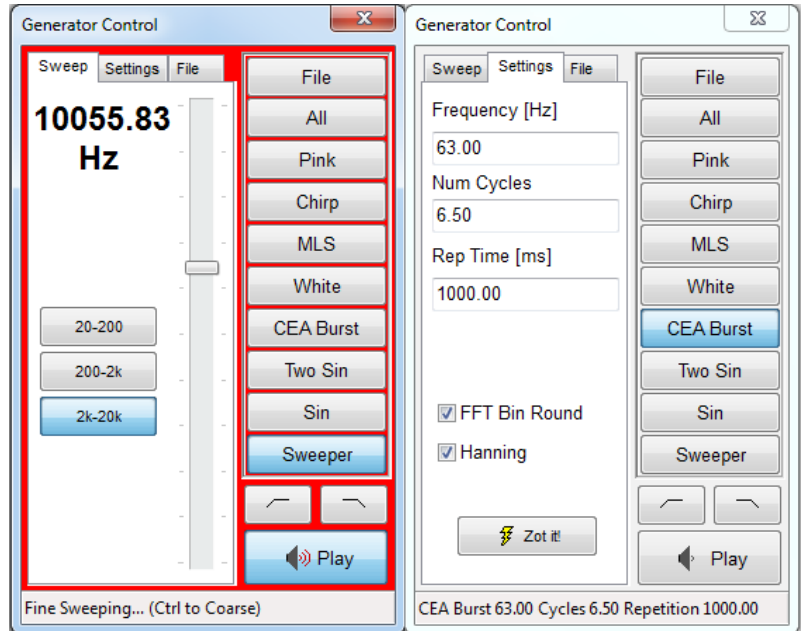 Generator Control
Sweep Settings File
10055.83
Hz
20-200
200-2k
2k-20k
File
All
Pink
Chirp
MLS
White
CEA Burst
Two Sin
Sin
Sweeper
Play
Fine Sweeping... (Ctrl to Coarse)
Generator Control
Sweep Settings File
Frequency [Hz]
63.00
Num Cycles
6.50
Rep Time [ms]
1000.00
FFT Bin Round
Hanning
Zot it!
File
All
Pink
Chirp
MLS
White
CEA Burst
Two Sin
Sin
Sweeper
Play
CEA Burst 63.00 Cycles 6.50 Repetition 1000.00